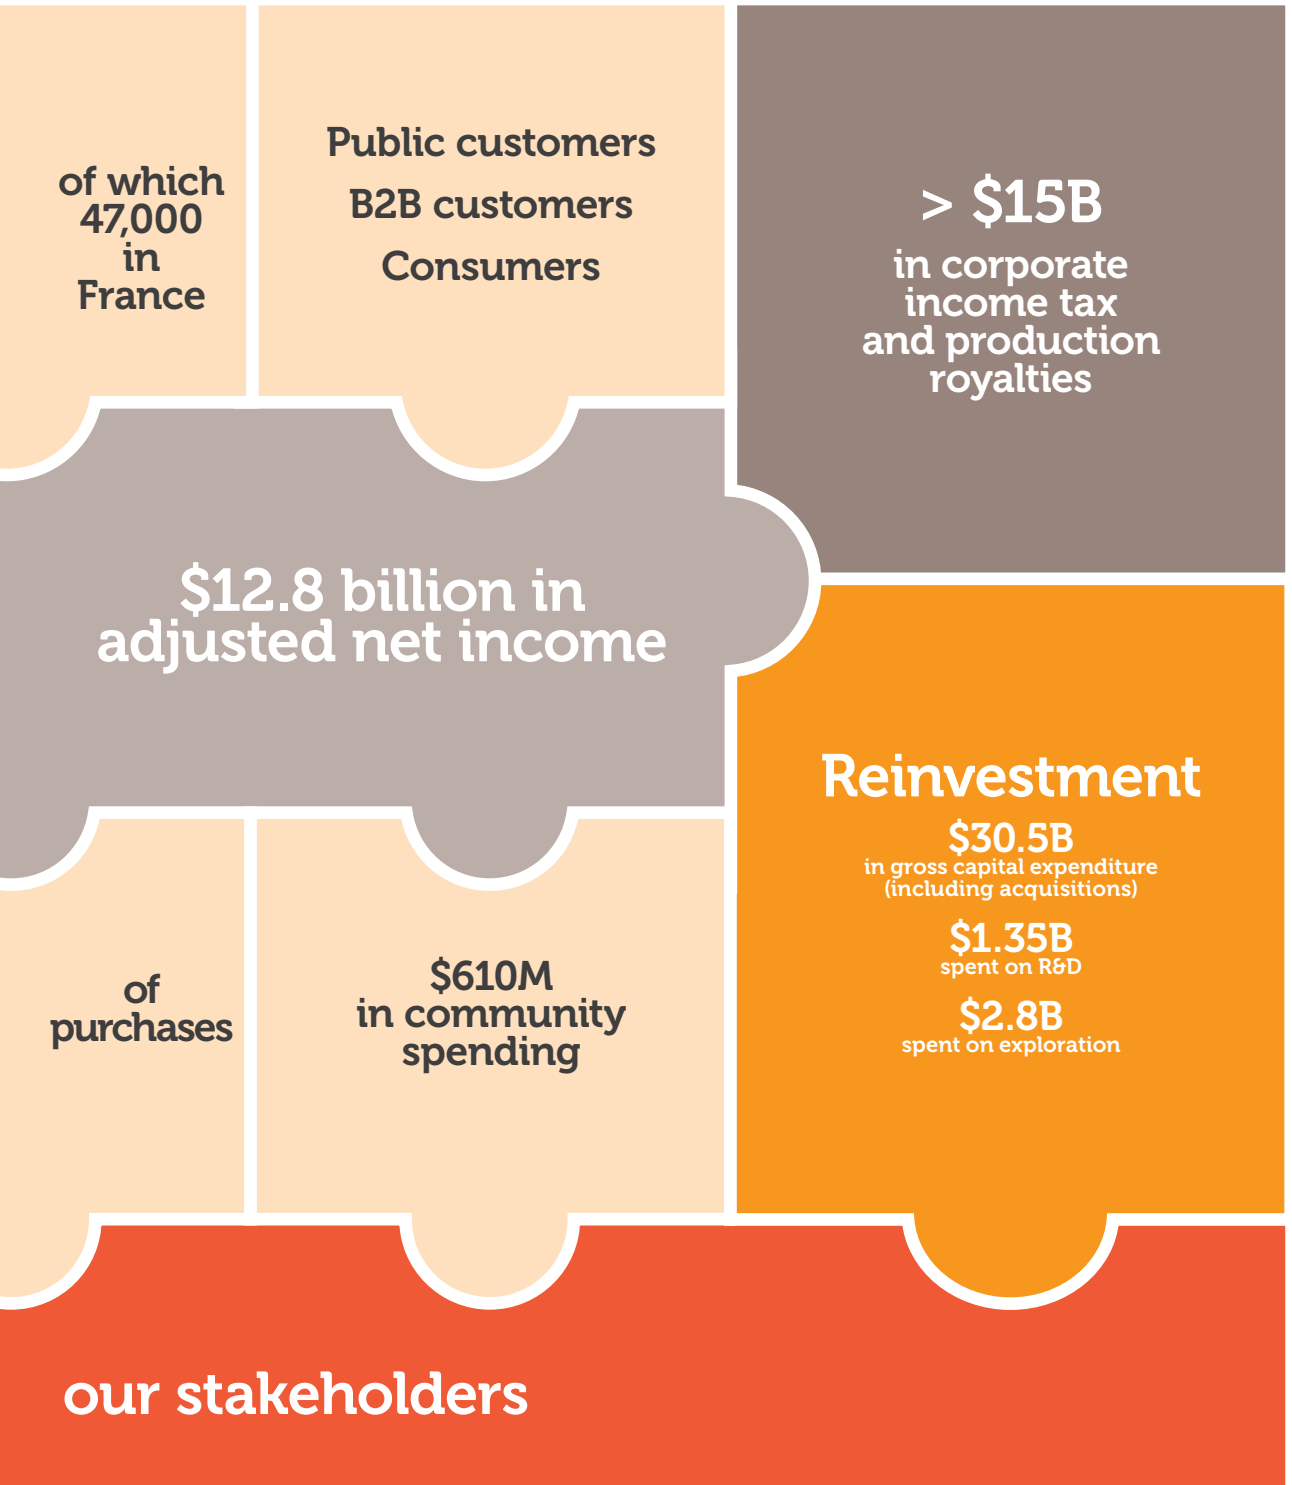 of which
47,000
in
France
Public customers
B2B customers
Consumers
> $15B
in corporate
income tax
and production
royalties
$12.8 billion in
adjusted net income
Reinvestment
$30.5B
in gross capital expenditure
(including acquisitions)
$1.35B
spent on R&D
$2.8B
spent on exploration
of
purchases
$610M
in community
spending
our stakeholders